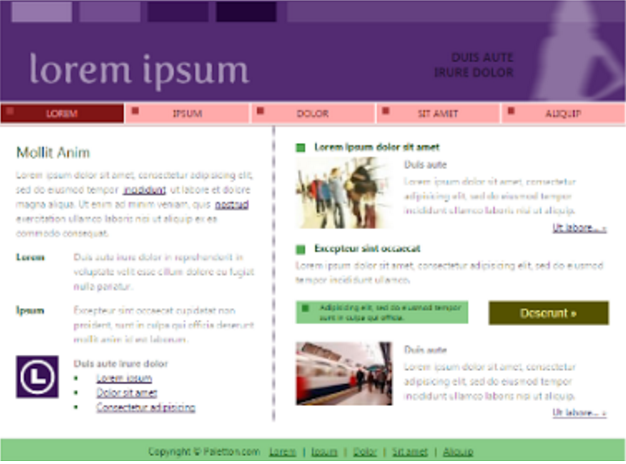 lorem ipsum
DUIS AUTE
IRURE DOLOR
LOREM
IPSUM
DOLOR
SIT AMET
ALIQUIP
Mollit Anim
Lorem ipsum dolor sit amet, consectetur adipisicing elit,
sed do eiusmod tempor incididunt ut labore et dolore
magna aliqua. Ut enim ad minim veniam, quis nostrud
exercitation ullamco laboris nisi ut aliquip ex ea
commodo consequat.
Lorem
Duis aute irure dolor in reprehenderit in
voluptate velit esse cillum dolore eu fugiat
nulla pariatur.
Ipsum
Excepteur sint occaecat cupidatat non
proident, sunt in culpa qui officia deserunt
mollit anim id est laborum.
Duis aute irure dolor
Lorem ipsum
Dolor sit amet
Consectetur adipisicing
Lorem ipsum dolor sit amet
Duis aute
Lorem ipsum dolor sit amet, consectetur
adipisicing elit, sed do eiusmod tempor
incididunt ullamco laboris nisi ut aliquip.
Ut labore... »
Excepteur sint occaecat
Lorem ipsum dolor sit amet, consectetur adipisicing elit, sed do eiusmod
tempor incididunt ullamco.
Adipisicing elit, sed do eiusmod tempor
sunt in culpa qui officia.
Deserunt »
Duis aute
Lorem ipsum dolor sit amet, consectetur
adipisicing elit, sed do eiusmod tempor
incididunt ullamco laboris nisi ut aliquip.
Ut labore... »
Copyright © Paletton.com Lorem | Ipsum | Dolor | Sit amet | Aliquip